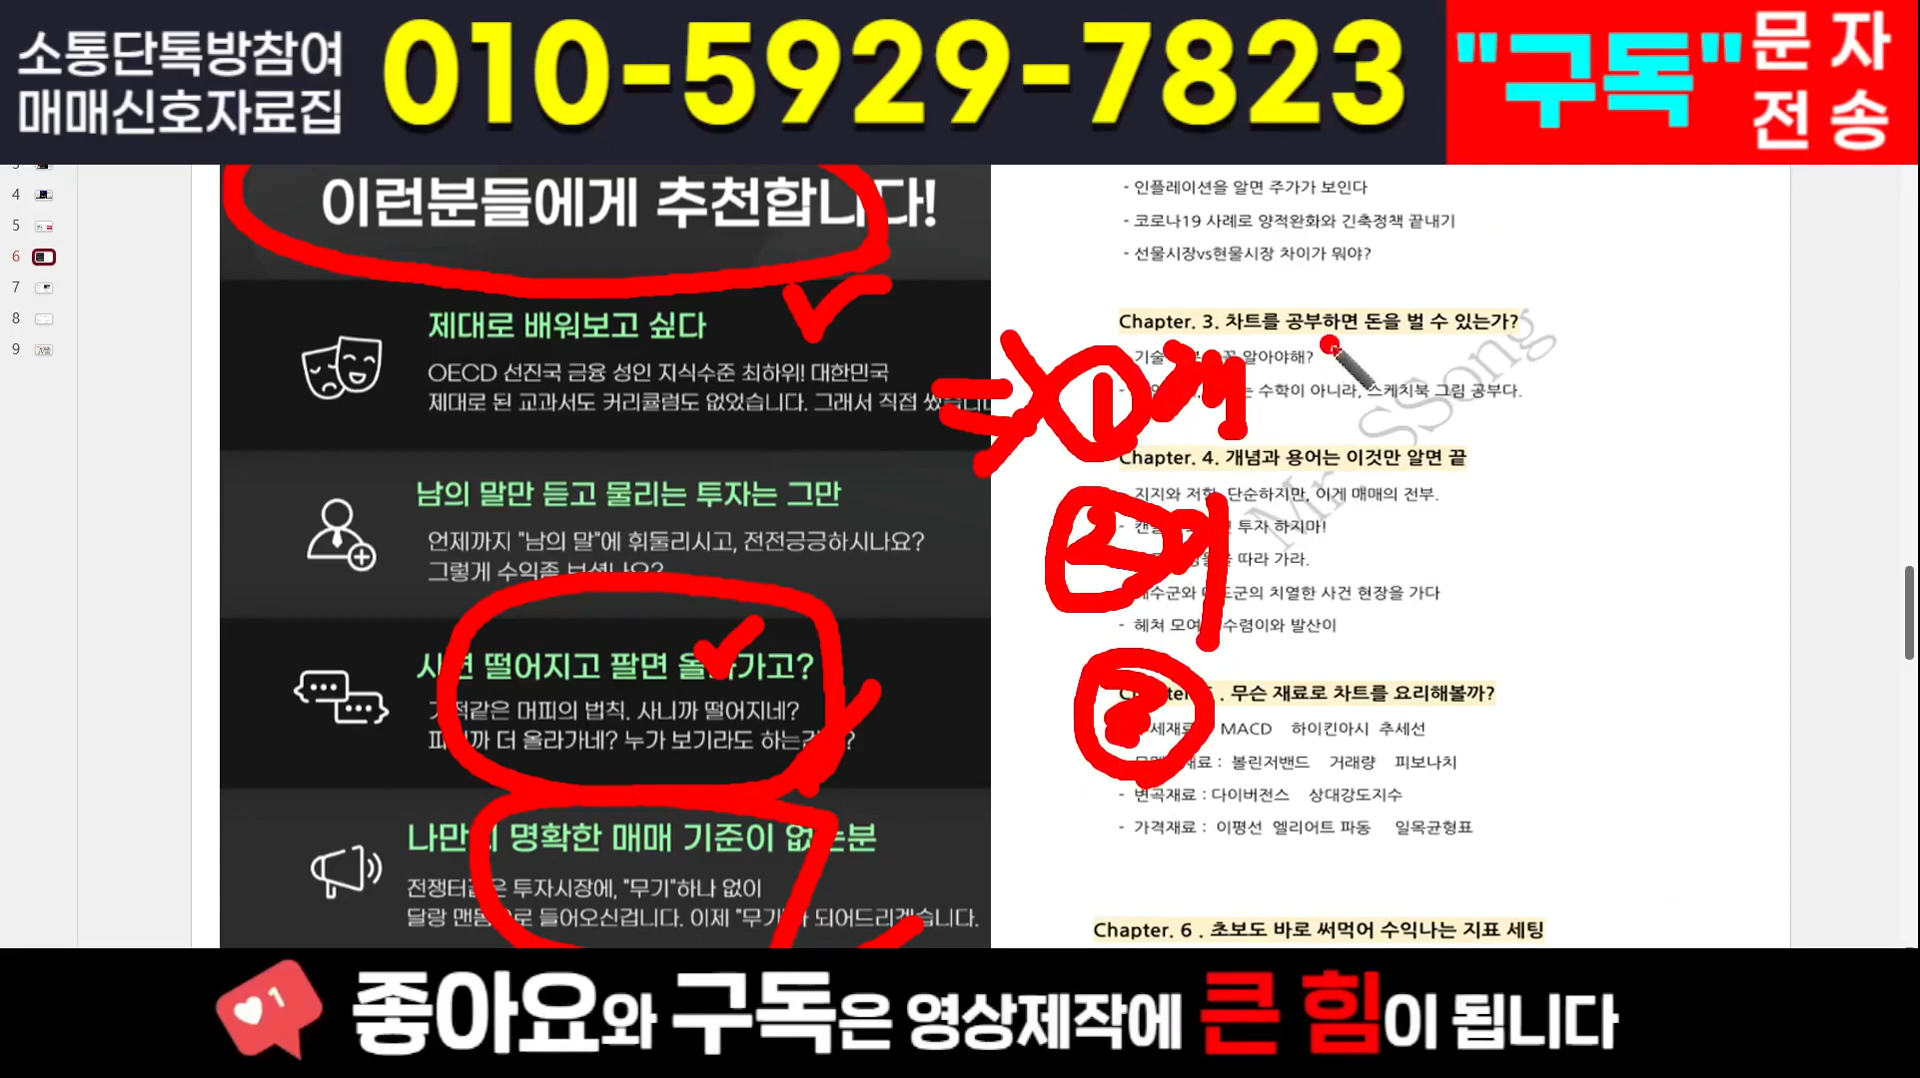 소통단톡방참여
매매신호자료집
010-5929-7823
"구독"
문자
전송
4
5
6
7
8
9
이런분들에게 추천합니다!
제대로 배워보고 싶다
OECD 선진국 금융 성인 지식수준 최하위! 대한민국
제대로 된 교과서도 커리큘럼도 없었습니다. 그래서 직접
남의 말만 듣고 물리는 투자는 그만
언제까지 "남의 말"에 휘둘리시고, 전전긍긍하시나요?
그렇게 수익좀 보셨나요?
떨어지고 팔면 올라가고?
같은 머피의 법칙. 사니까 떨어지네?
더 올라가네? 누가 보기라도
명확한 매매 기준이
투자시장에, "무기"하나 없이
달랑 들어오신겁니다. 이제 되어드리겠습니다.
- 인플레이션을 알면 주가가 보인다
- 코로나19 사례로 양적완화와 긴축정책 끝내기
- 선물시장vs현물시장 차이가 뭐야?
Chapter. 3. 차트를 공부하면 돈을 벌 수 있는가?
기술 알아야해?
수학이 아니라, 스케치북 그림 공부다.
Chapter. 4. 개념과 용어는 이것만 알면 끝
지지와 단순하지만, 이게 매매의 전부.
- 투자 하지마!
따라 가라.
치열한 사건 현장을 가다
- 헤쳐 모여 수렴이와 발산이
. 무슨 재료로 차트를 요리해볼까?
MACD 하이킨아시 추세선
: 볼린저밴드 거래량 피보나치
- 변곡재료 : 다이버전스 상대강도지수
- 가격재료 : 이평선 엘리어트 파동 일목균형표
Chapter. 6 . 초보도 바로 써먹어 수익나는 지표 세팅
Mr. SSong
1
좋아요와 구독은 영상제작에 큰 힘이 됩니다